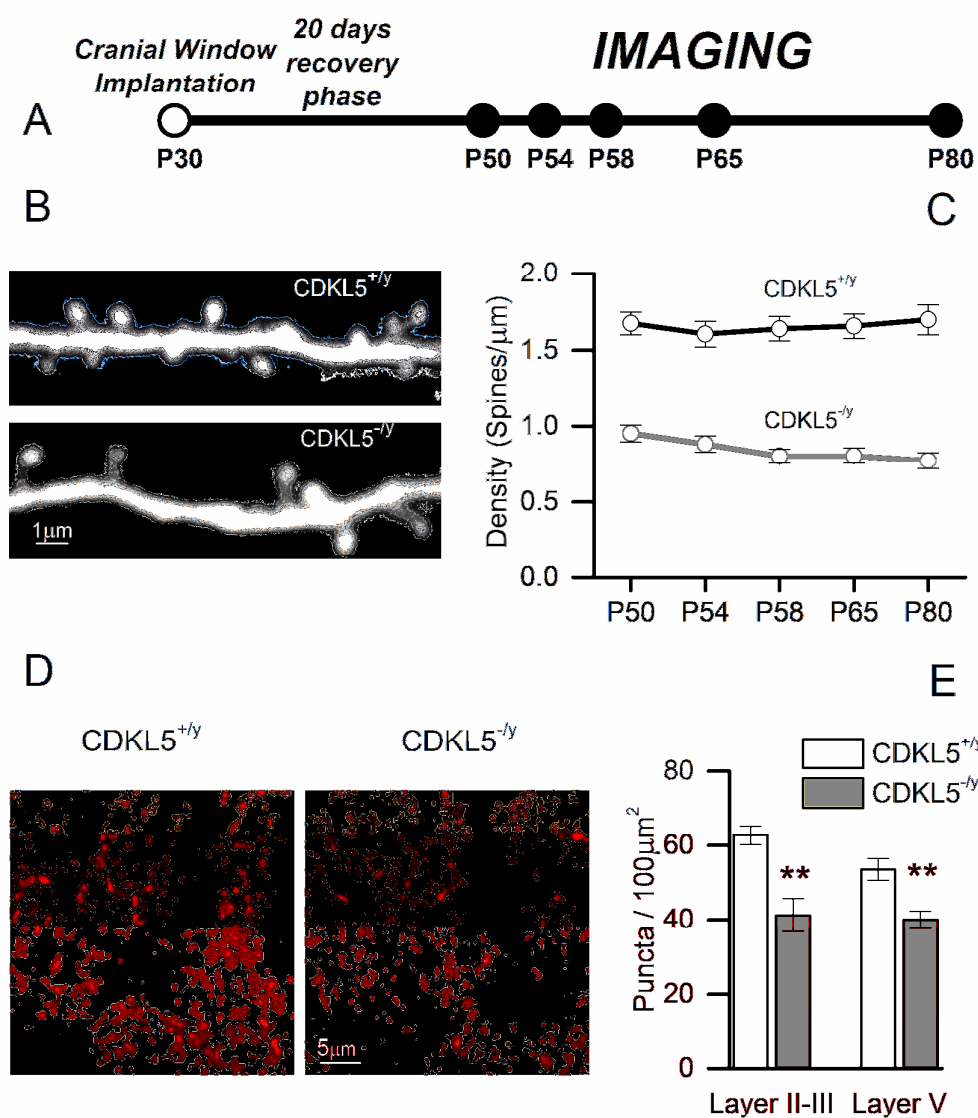 Cranial Window
Implantation
20 days
recovery
phase
IMAGING
A
P30
P50
P54
P58
P65
P80
B
CDKL5+/y
CDKL5-/y
1μm
C
2.0
1.5
1.0
0.5
0.0
Density (Spines/μm)
CDKL5+/y
CDKL5-/y
P50 P54 P58 P65 P80
D
CDKL5+/y
CDKL5-/y
5μm
E
CDKL5+/y
CDKL5-/y
80
60
40
20
0
Puncta / 100μm²
**
**
Layer II-III Layer V